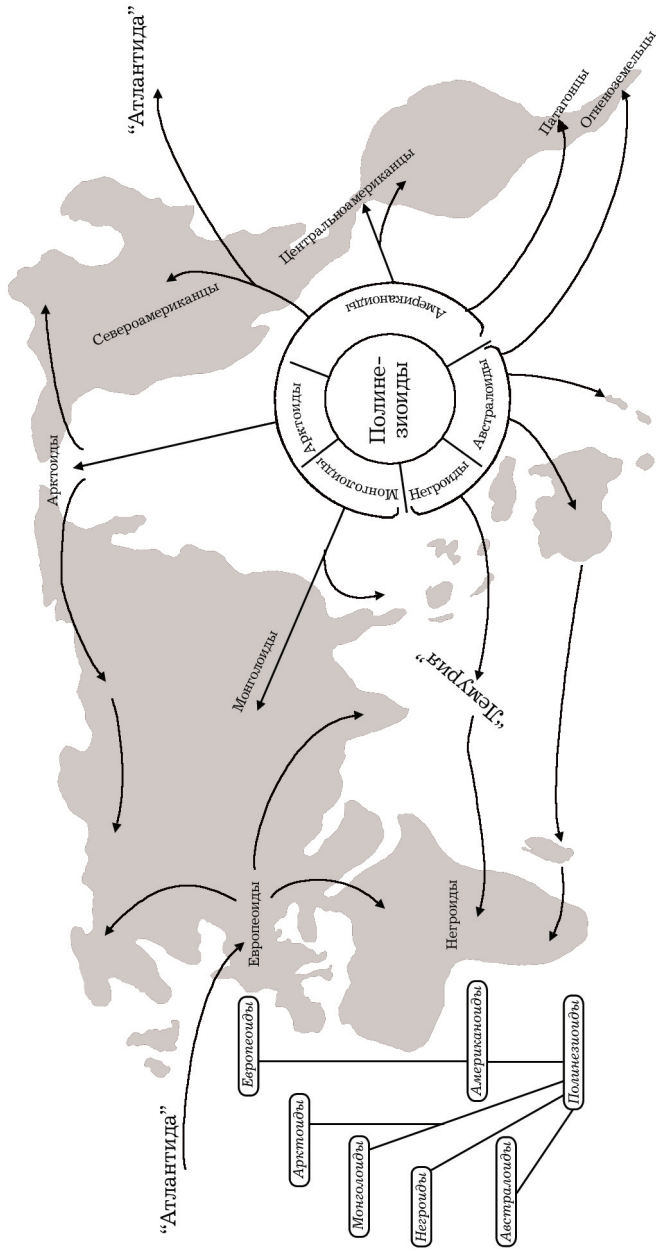 “Атлантида”
“Атлантида”
Арктоиды
Североамериканцы
Центральноамериканцы
Патагонцы
Огненоземельцы
Монголоиды
Европеоиды
Негроиды
“Лемурия”
Полине-
зиоиды
Американоиды
Арктоиды
Монголоиды
Негроиды
Австралоиды
Европеоиды
Арктоиды
Монголоиды
Негроиды
Австралоиды
Американоиды
Полинезиоиды